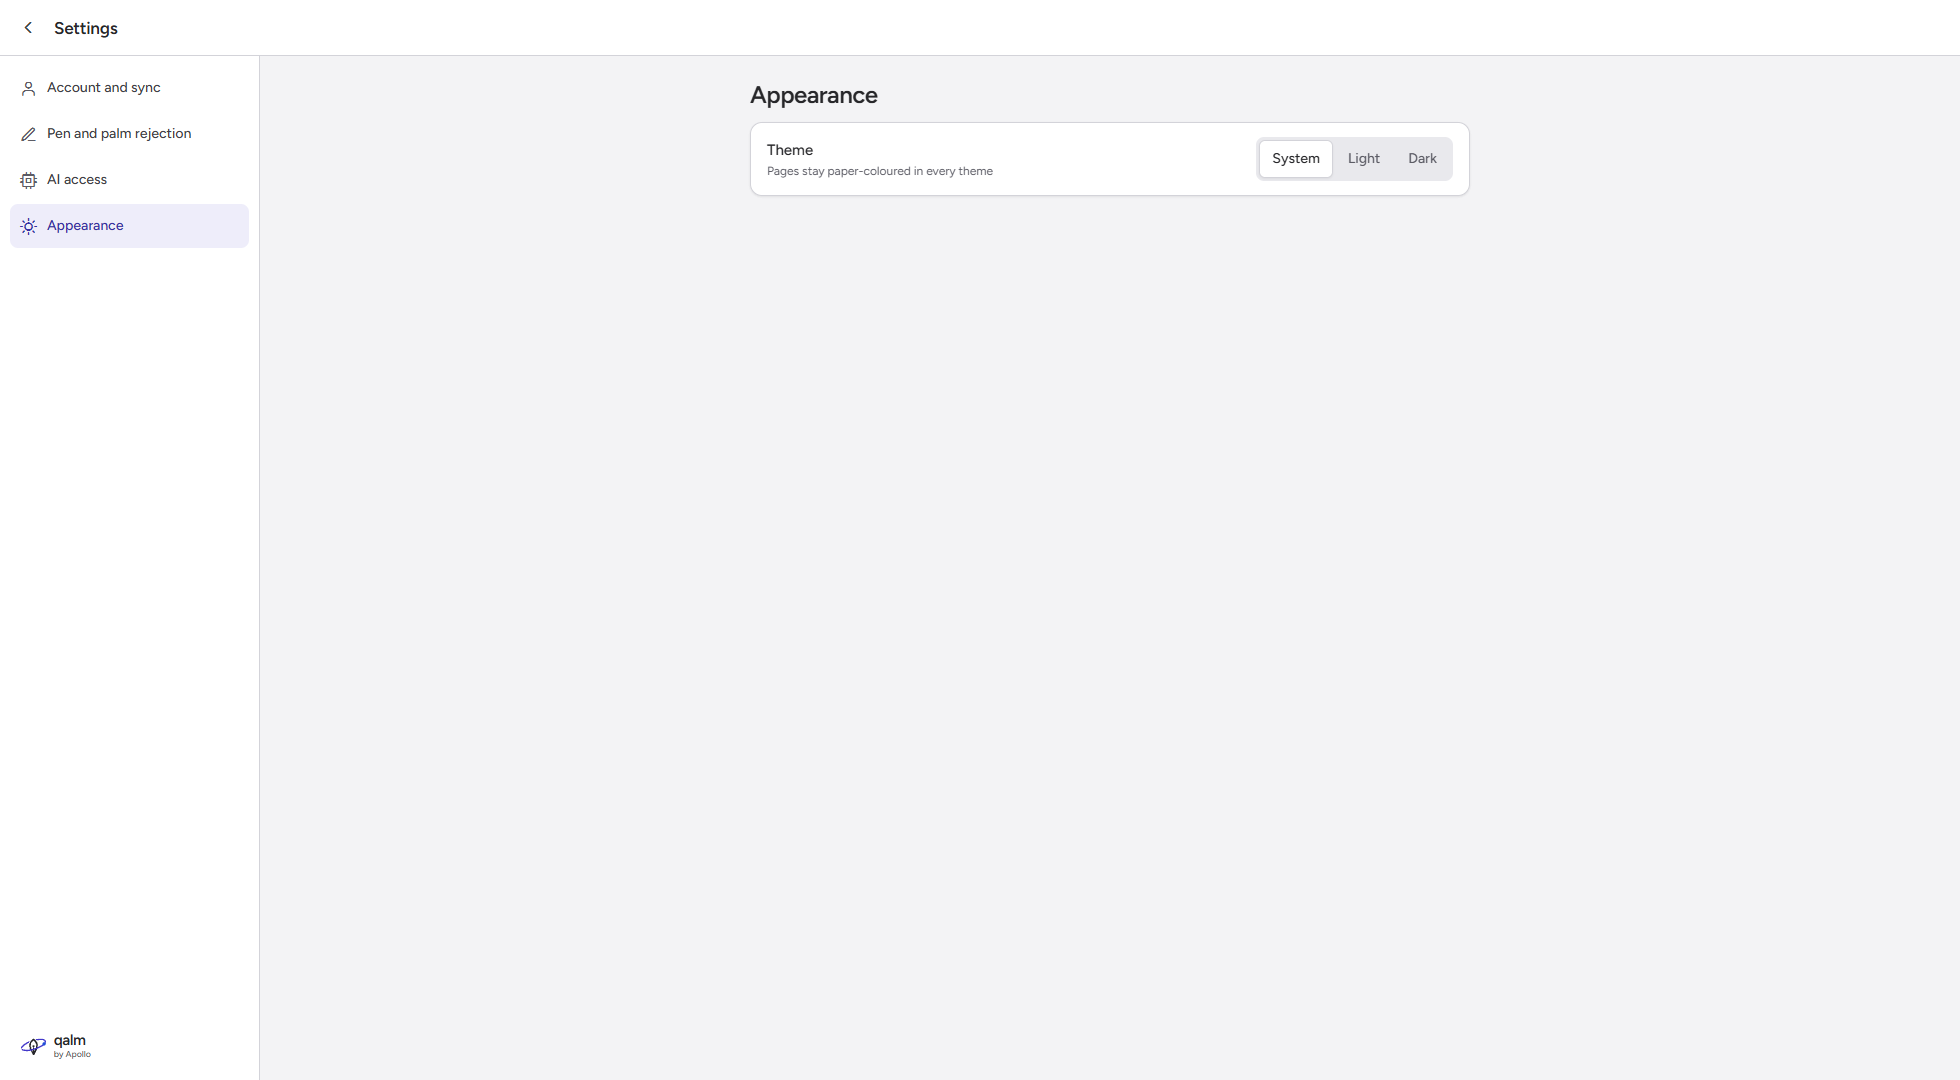 Settings
Account and sync
Pen and palm rejection
AI access
Appearance
qalm
by Apollo
Appearance
Theme
Pages stay paper-coloured in every theme
System Light Dark